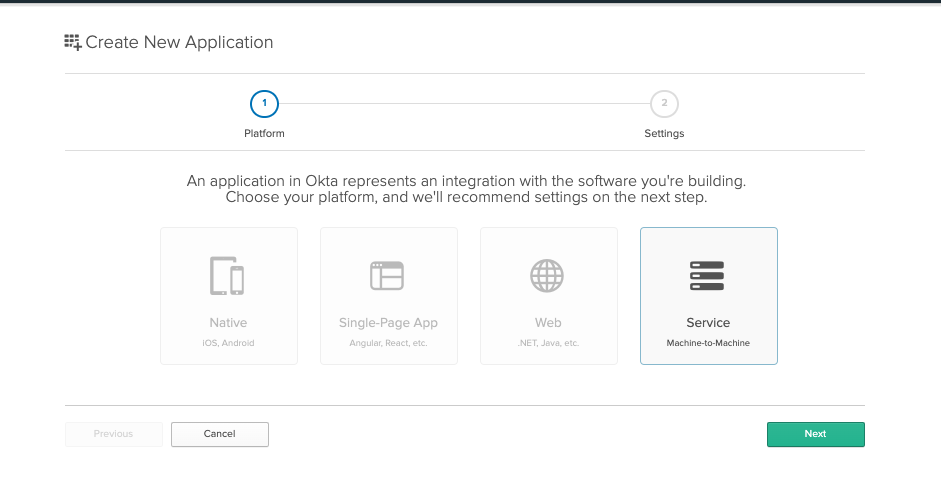 Create New Application
1
2
Platform
Settings
An application in Okta represents an integration with the software you're building.
Choose your platform, and we'll recommend settings on the next step.
Native
iOS, Android
Single-Page App
Angular, React, etc.
Web
.NET, Java, etc.
Service
Machine-to-Machine
Previous
Cancel
Next